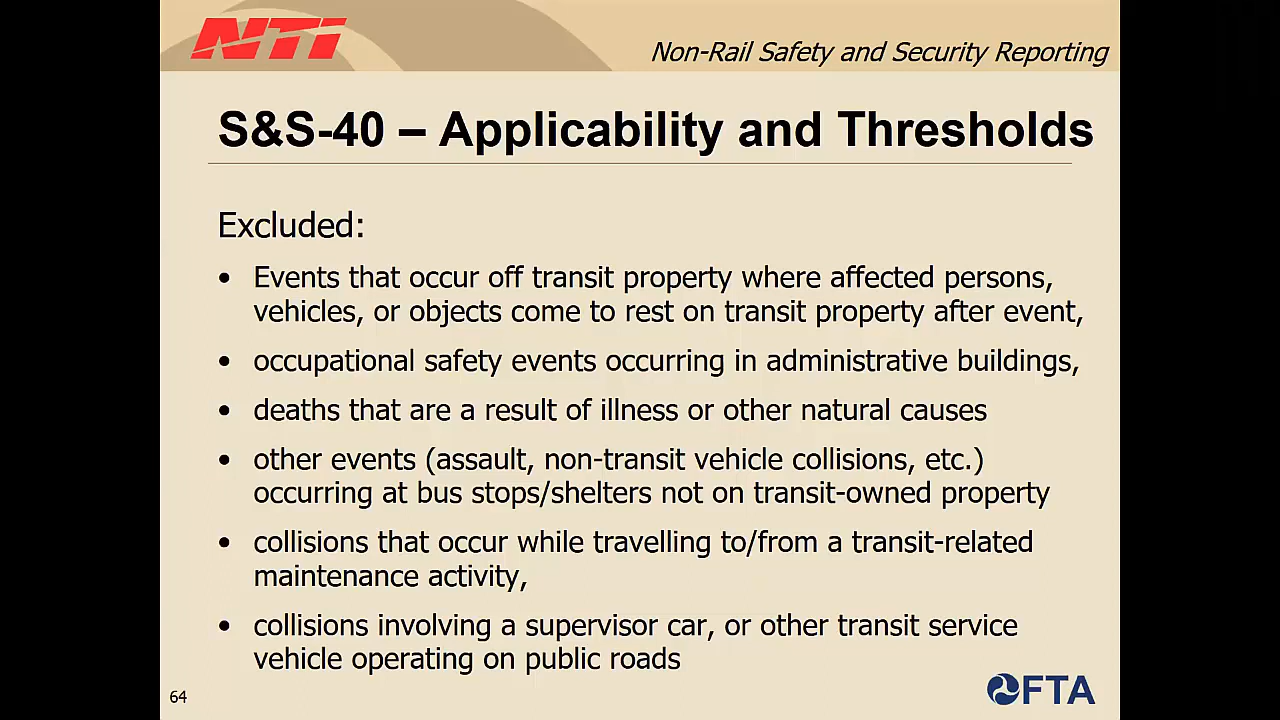 NTI
Non-Rail Safety and Security Reporting
S&S-40 – Applicability and Thresholds
Excluded:
• Events that occur off transit property where affected persons,
vehicles, or objects come to rest on transit property after event,
• occupational safety events occurring in administrative buildings,
• deaths that are a result of illness or other natural causes
• other events (assault, non-transit vehicle collisions, etc.)
occurring at bus stops/shelters not on transit-owned property
• collisions that occur while travelling to/from a transit-related
maintenance activity,
• collisions involving a supervisor car, or other transit service
vehicle operating on public roads
64
FTA